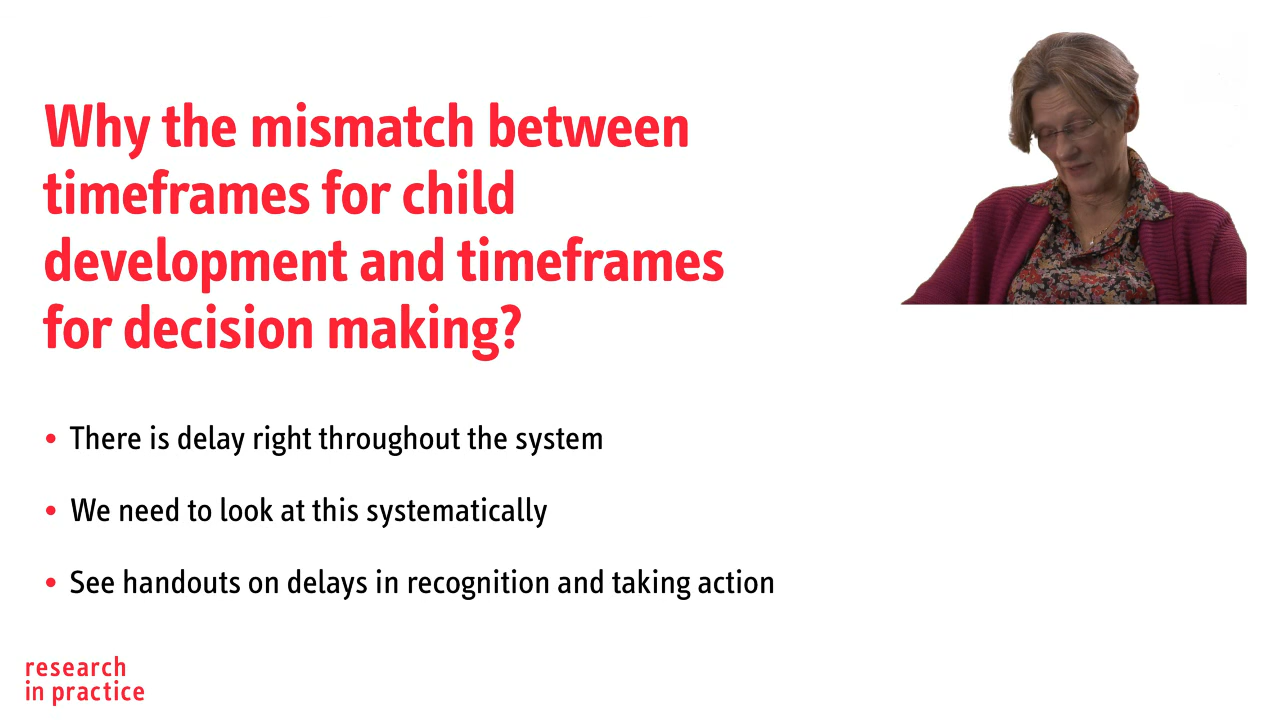 Why the mismatch between
timeframes for child
development and timeframes
for decision making?
• There is delay right throughout the system
• We need to look at this systematically
• See handouts on delays in recognition and taking action
research
in practice